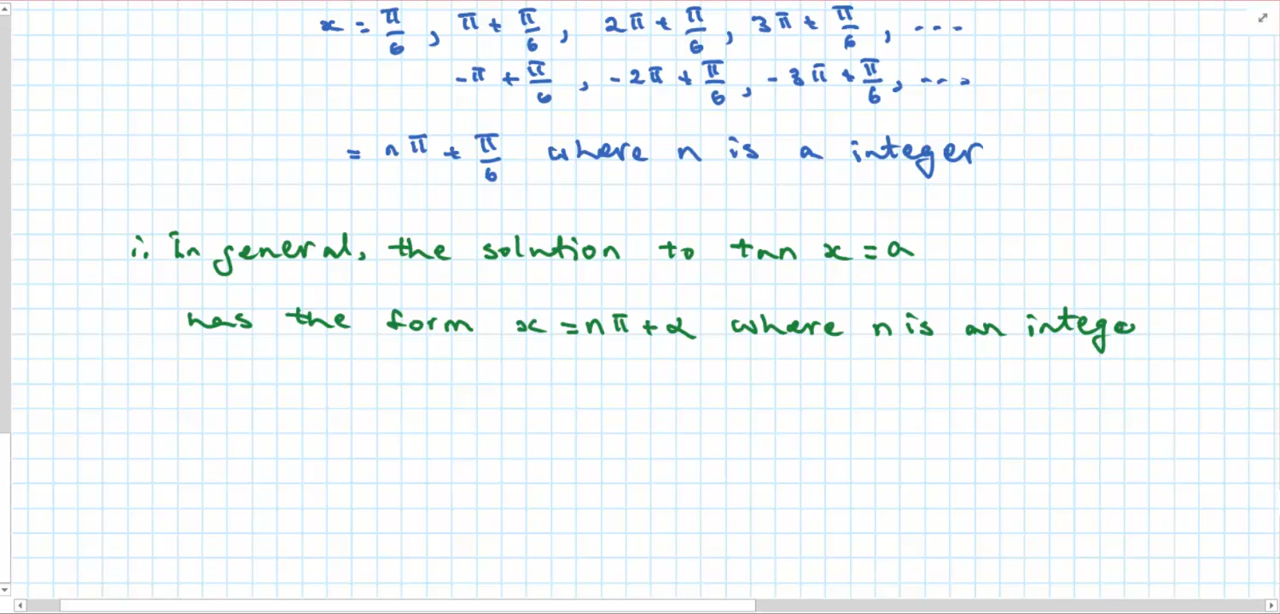 x = π/6, π + π/6, 2π + π/6, 3π + π/6, ...
-π + π/6, -2π + π/6, -3π + π/6, ...
= nπ + π/6 where n is a integer
∴ In general, the solution to tan x = a
has the form x = nπ + α where n is an intege